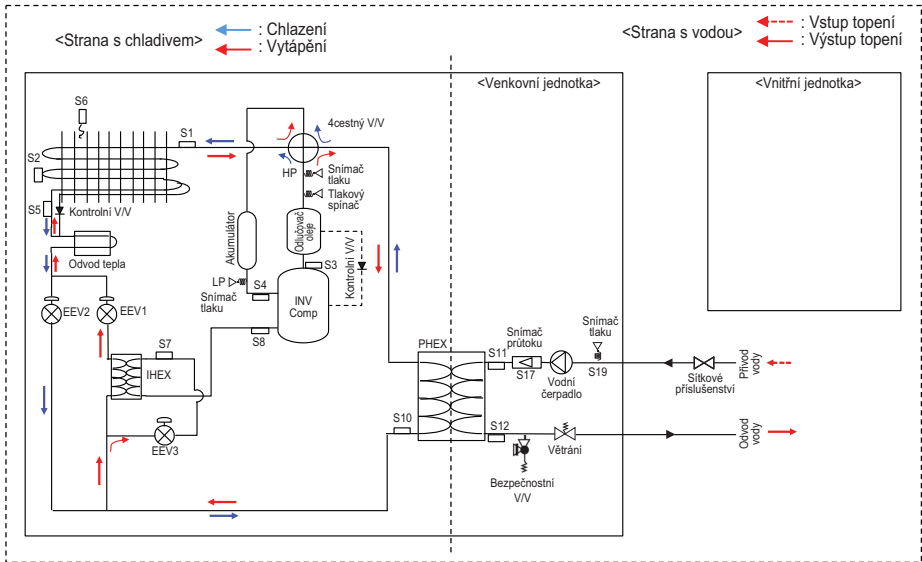 <Strana s chladivem>
: Chlazení
: Vytápění
<Strana s vodou>
: Vstup topení
: Výstup topení
<Venkovní jednotka>
<Vnitřní jednotka>
S6
S1
4cestný V/V
S2
HP
Snímač
tlaku
Tlakový
spínač
S5
Kontrolní V/V
Odvod tepla
Akumulátor
Odlučovač
oleje
Kontrolní V/V
S3
LP
Snímač
tlaku
S4
INV
Comp
EEV2
EEV1
S8
S7
IHEX
EEV3
PHEX
S11
Snímač
průtoku
S17
Vodní
čerpadlo
Snímač
tlaku
S19
Sítkové
příslušenství
Přívod
vody
S10
S12
Větrání
Bezpečnostní
V/V
Odvod
vody